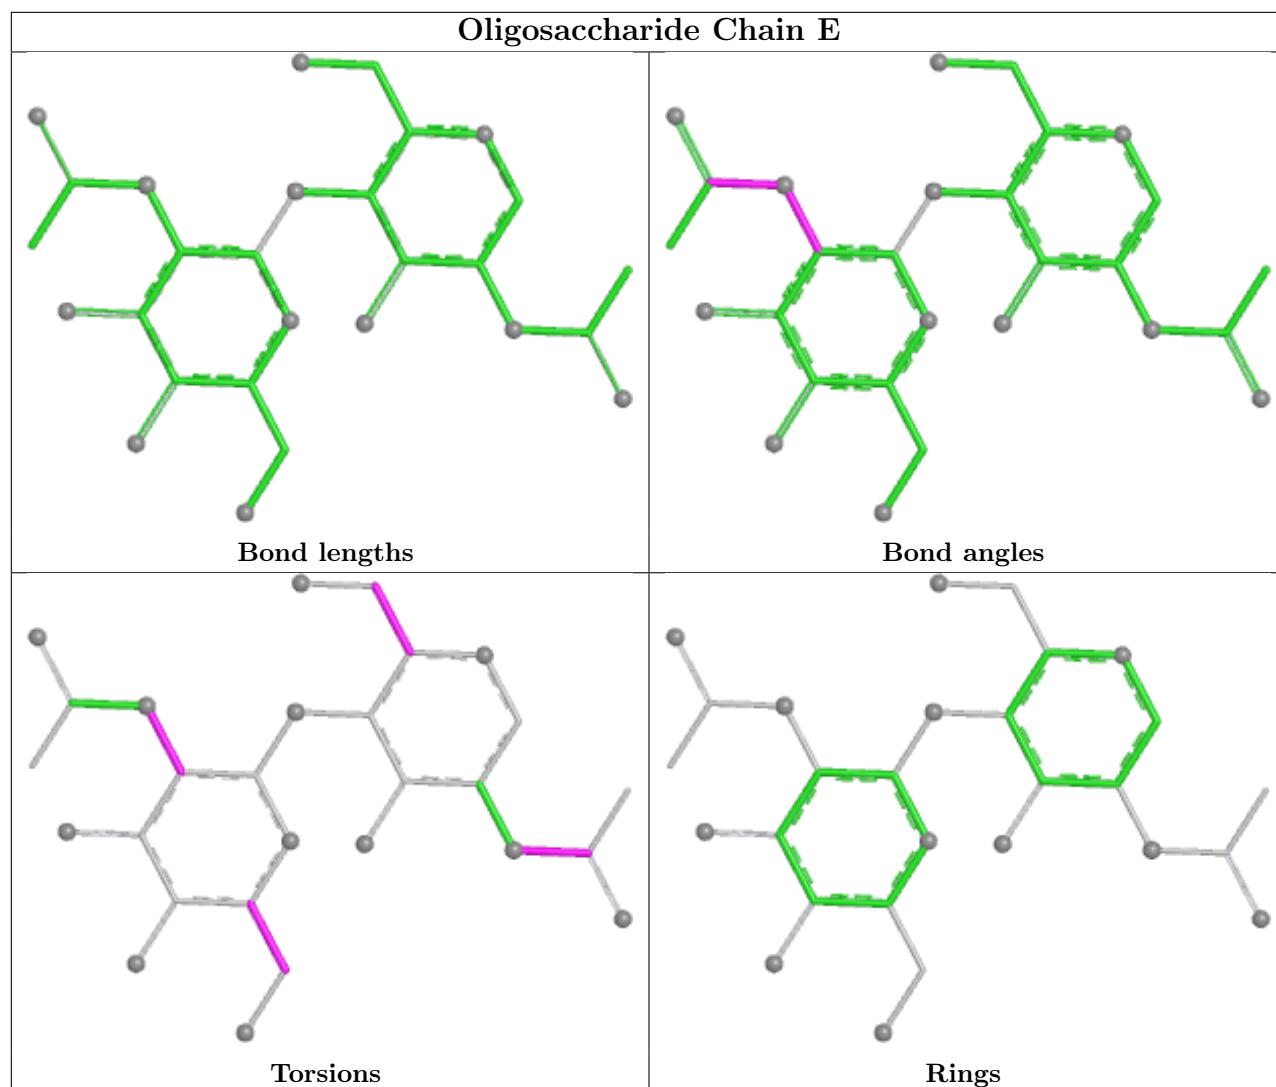 Oligosaccharide Chain E
Bond lengths
Bond angles
Torsions
Rings